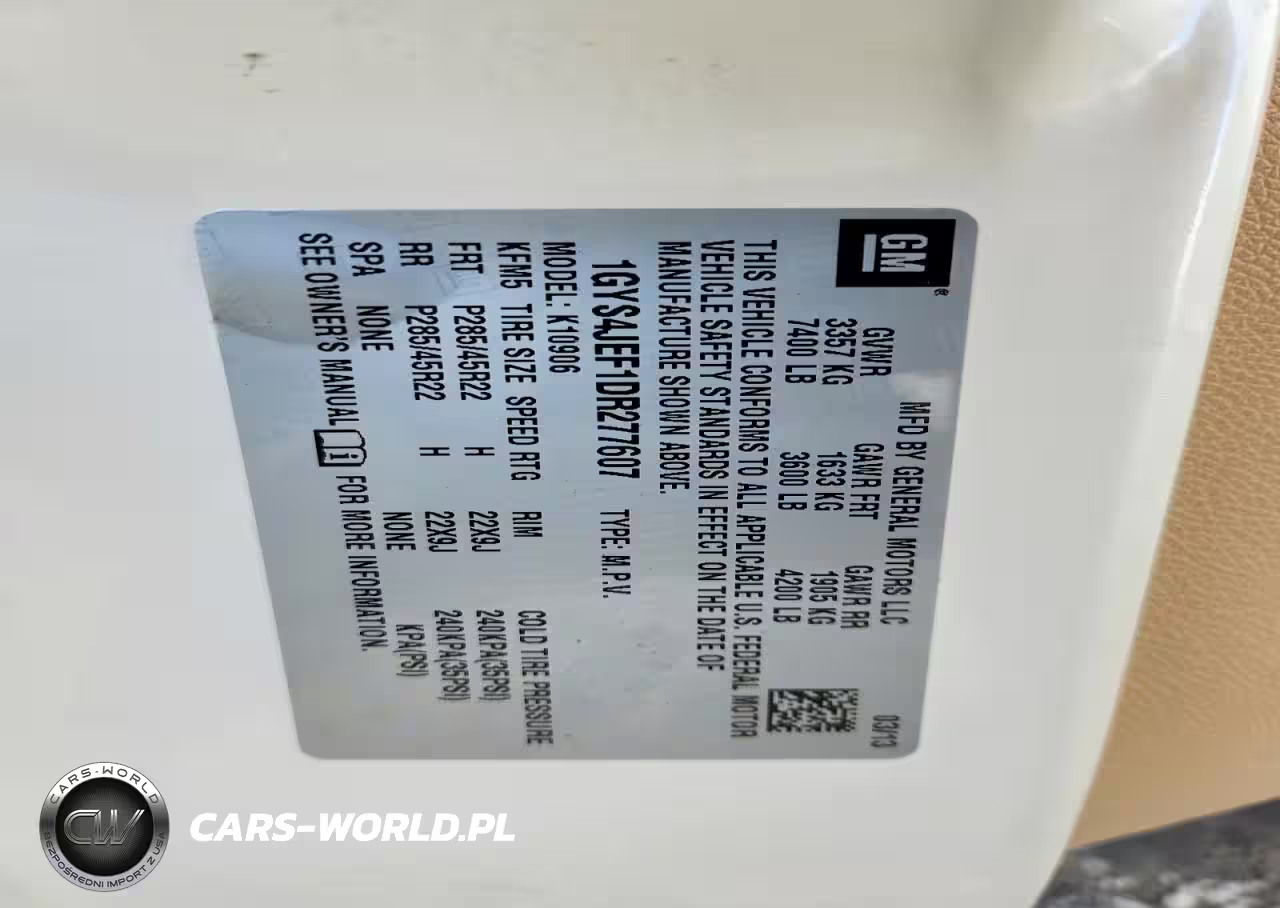 GM®
MFD BY GENERAL MOTORS LLC 03/13
GVWR GAWR FRT GAWR RR
3357 KG 1633 KG 1905 KG
7400 LB 3600 LB 4200 LB
THIS VEHICLE CONFORMS TO ALL APPLICABLE U.S. FEDERAL MOTOR
VEHICLE SAFETY STANDARDS IN EFFECT ON THE DATE OF
MANUFACTURE SHOWN ABOVE.
1GYS4JEF1DR277607 TYPE: M.P.V.
MODEL: K10906
KFM5 TIRE SIZE SPEED RTG RIM COLD TIRE PRESSURE
FRT P285/45R22 H 22X9J 240KPA(35PSI)
RR P285/45R22 H 22X9J 240KPA(35PSI)
SPA NONE NONE KPA(PSI)
SEE OWNER'S MANUAL FOR MORE INFORMATION.
CARS-WORLD
CW
BEZPOŚREDNI IMPORT Z USA
CARS-WORLD.PL